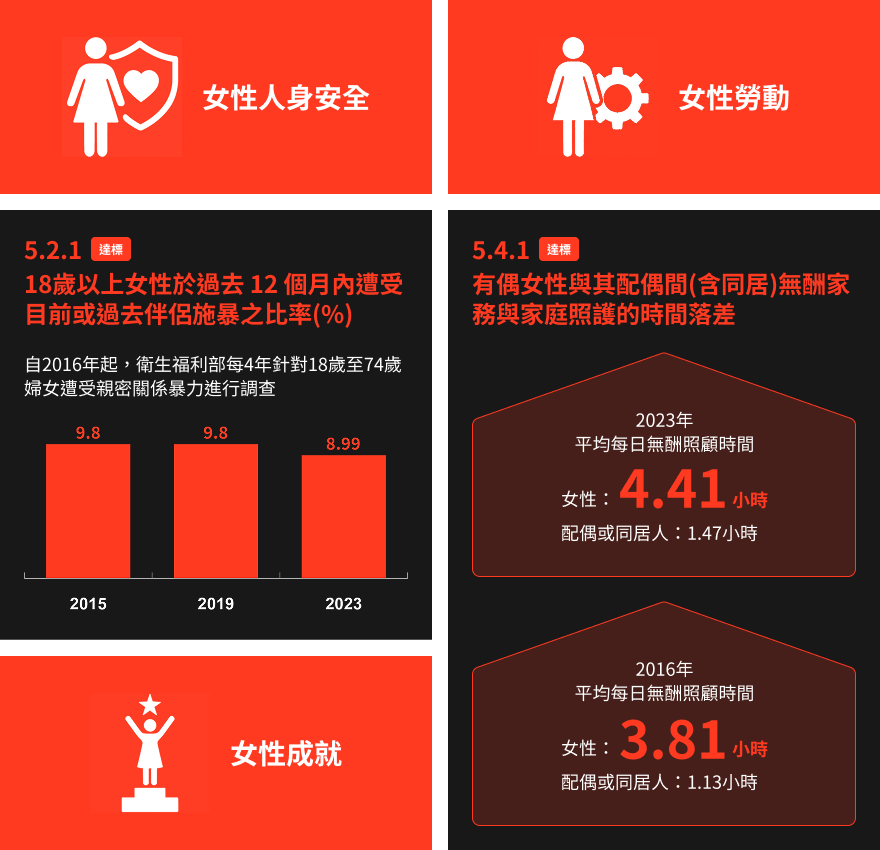 女性人身安全
5.2.1 達標
18歲以上女性於過去 12 個月內遭受
目前或過去伴侶施暴之比率(%)
自2016年起，衛生福利部每4年針對18歲至74歲
婦女遭受親密關係暴力進行調查
9.8
9.8
8.99
2015
2019
2023
女性成就
女性勞動
5.4.1 達標
有偶女性與其配偶間(含同居)無酬家
務與家庭照護的時間落差
2023年
平均每日無酬照顧時間
女性：4.41 小時
配偶或同居人：1.47小時
2016年
平均每日無酬照顧時間
女性：3.81 小時
配偶或同居人：1.13小時